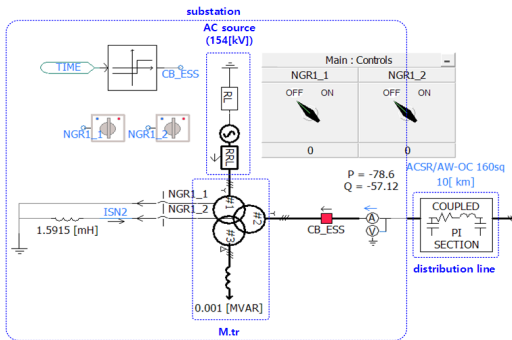 substation
AC source
(154[kV])
TIME
CB_ESS
NGR1_1
NGR1_2
RL
RRL
Main : Controls
NGR1_1
NGR1_2
OFF ON
OFF ON
0
0
P = -78.6
Q = -57.12
ACSR/AW-OC 160sq
10[ km]
NGR1_1
NGR1_2
ISN2
1.5915 [mH]
#1
#2
#3
CB_ESS
A
V
COUPLED
PI
SECTION
distribution line
0.001 [MVAR]
M.tr